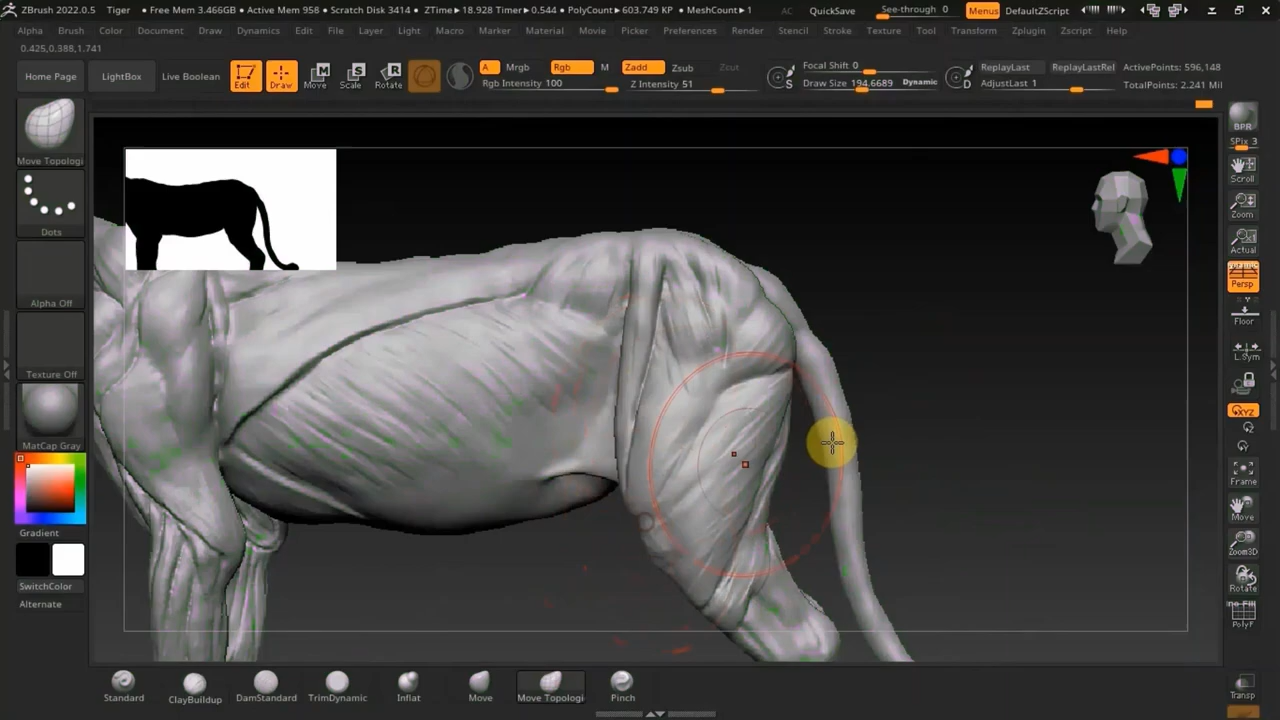 ZBrush 2022.0.5 Tiger • Free Mem 3.466GB • Active Mem 958 • Scratch Disk 3414 • ZTime▶18.928 Timer▶0.544 • PolyCount▶603.749 KP • MeshCount▶1 AC QuickSave See-through 0 Menus DefaultZScript
Alpha Brush Color Document Draw Dynamics Edit File Layer Light Macro Marker Material Movie Picker Preferences Render Stencil Stroke Texture Tool Transform Zplugin Zscript Help
0.425,0.388,1.741
Home Page LightBox Live Boolean Edit Draw Move Scale Rotate
A Mrgb Rgb M Zadd Zsub Zcut
Rgb Intensity 100 Z Intensity 51
S Focal Shift 0
Draw Size 194.6689 Dynamic
D ReplayLast ReplayLastRel ActivePoints: 596,148
AdjustLast 1 TotalPoints: 2.241 Mil
Move Topologi
Dots
Alpha Off
Texture Off
MatCap Gray
Gradient
SwitchColor
Alternate
BPR
SPix 3
Scroll
Zoom
Actual
Persp
Floor
L.Sym
XYZ
Frame
Move
Zoom3D
Rotate
PolyF
Transp
Standard ClayBuildup DamStandard TrimDynamic Inflat Move Move Topologi Pinch